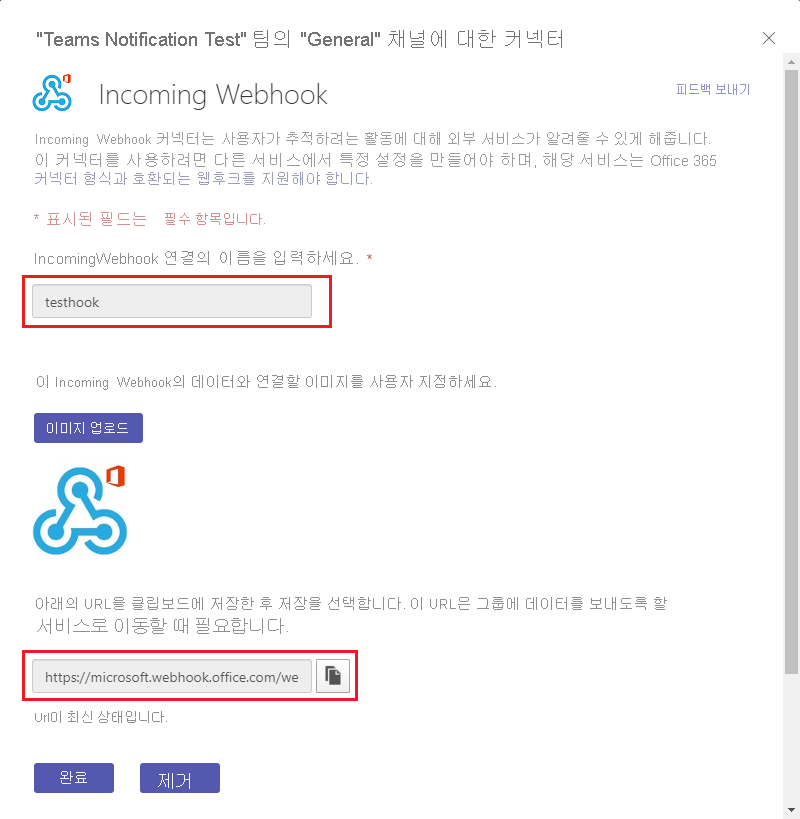 "Teams Notification Test" 팀의 "General" 채널에 대한 커넥터
Incoming Webhook
피드백 보내기
Incoming Webhook 커넥터는 사용자가 추적하려는 활동에 대해 외부 서비스가 알려줄 수 있게 해줍니다.
이 커넥터를 사용하려면 다른 서비스에서 특정 설정을 만들어야 하며, 해당 서비스는 Office 365
커넥터 형식과 호환되는 웹후크를 지원해야 합니다.
* 표시된 필드는 필수 항목입니다.
IncomingWebhook 연결의 이름을 입력하세요. *
testhook
이 Incoming Webhook의 데이터와 연결할 이미지를 사용자 지정하세요.
이미지 업로드
아래의 URL을 클립보드에 저장한 후 저장을 선택합니다. 이 URL은 그룹에 데이터를 보내도록 할
서비스로 이동할 때 필요합니다.
https://microsoft.webhook.office.com/we
Url이 최신 상태입니다.
완료
제거